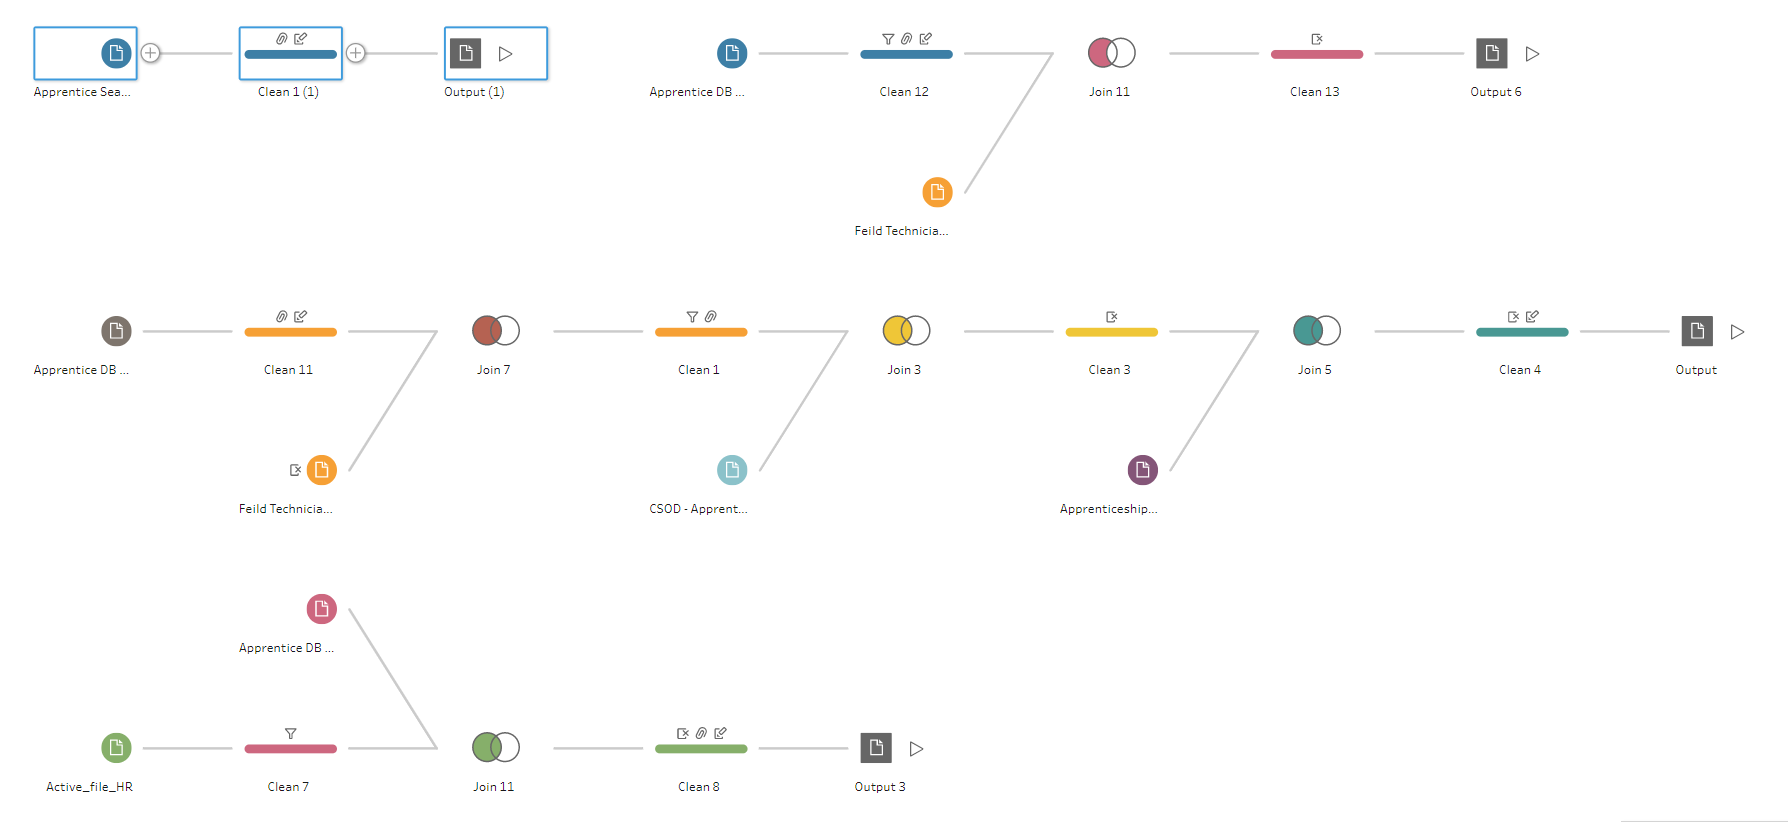 Apprentice Sea...
Clean 1 (1)
Output (1)
Apprentice DB ...
Clean 12
Join 11
Clean 13
Output 6
Feild Technicia...
Apprentice DB ...
Clean 11
Join 7
Clean 1
Join 3
Clean 3
Join 5
Clean 4
Output
Feild Technicia...
CSOD - Apprent...
Apprenticeship...
Apprentice DB ...
Active_file_HR
Clean 7
Join 11
Clean 8
Output 3